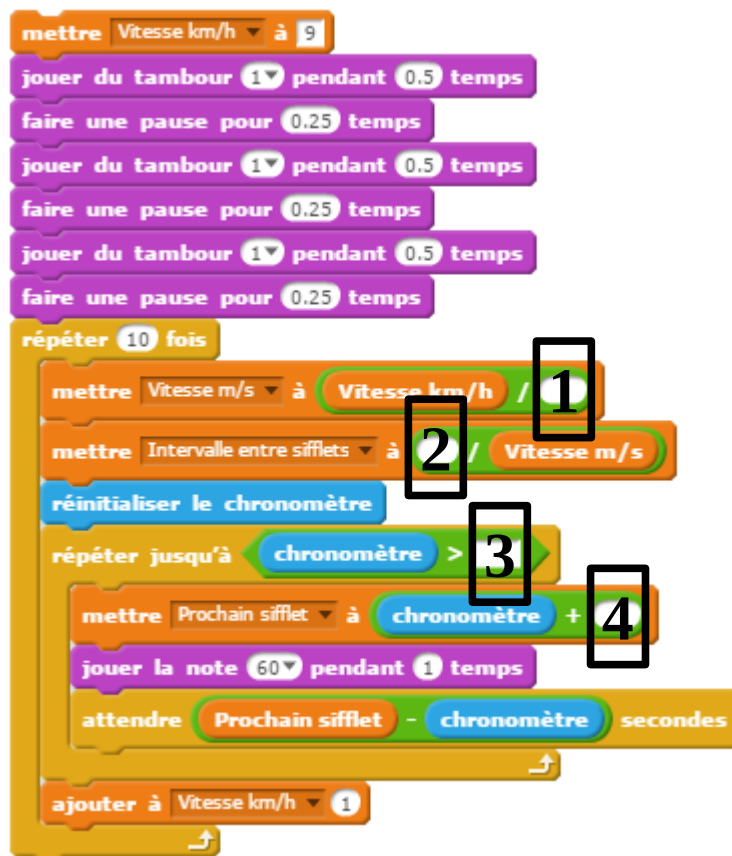 mettre Vitesse km/h à 9
jouer du tambour 1 pendant 0.5 temps
faire une pause pour 0.25 temps
jouer du tambour 1 pendant 0.5 temps
faire une pause pour 0.25 temps
jouer du tambour 1 pendant 0.5 temps
faire une pause pour 0.25 temps
répéter 10 fois
mettre Vitesse m/s à Vitesse km/h / 1
mettre Intervalle entre sifflets à 2 / Vitesse m/s
réinitialiser le chronomètre
répéter jusqu'à chronomètre > 3
mettre Prochain sifflet à chronomètre + 4
jouer la note 60 pendant 1 temps
attendre Prochain sifflet - chronomètre secondes
ajouter à Vitesse km/h 1